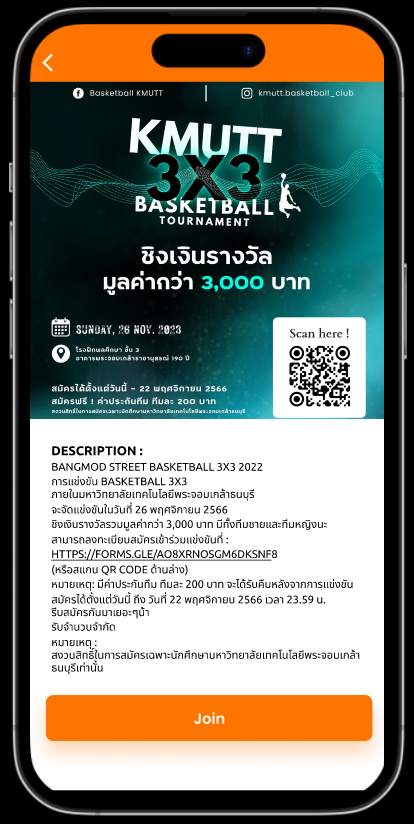 Basketball KMUTT
kmutt.basketball_club
KMUTT
3X3
BASKETBALL
TOURNAMENT
ชิงเงินรางวัล
มูลค่ากว่า 3,000 บาท
SUNDAY, 26 NOV. 2023
โรงฝึกพลศึกษา ชั้น 3
อาคารพระจอมเกล้าราชานุสรณ์ 190 ปี
Scan here !
สมัครได้ตั้งแต่วันนี้ - 22 พฤศจิกายน 2566
สมัครฟรี ! ค่าประกันทีม ทีมละ 200 บาท
สงวนสิทธิ์ในการสมัครเฉพาะนักศึกษามหาวิทยาลัยเทคโนโลยีพระจอมเกล้าธนบุรี
DESCRIPTION :
BANGMOD STREET BASKETBALL 3X3 2022
การแข่งขัน BASKETBALL 3X3
ภายในมหาวิทยาลัยเทคโนโลยีพระจอมเกล้าธนบุรี
จะจัดแข่งขันในวันที่ 26 พฤศจิกายน 2566
ชิงเงินรางวัลรวมมูลค่ากว่า 3,000 บาท มีทั้งทีมชายและทีมหญิงนะ
สามารถลงทะเบียนสมัครเข้าร่วมแข่งขันที่ :
HTTPS://FORMS.GLE/AO8XRNOSGM6DKSNF8
(หรือสแกน QR CODE ด้านล่าง)
หมายเหตุ: มีค่าประกันทีม ทีมละ 200 บาท จะได้รับคืนหลังจากการแข่งขัน
สมัครได้ตั้งแต่วันนี้ ถึง วันที่ 22 พฤศจิกายน 2566 เวลา 23.59 น.
รีบสมัครกันมาเยอะๆน้า
รับจำนวนจำกัด
หมายเหตุ :
สงวนสิทธิ์ในการสมัครเฉพาะนักศึกษามหาวิทยาลัยเทคโนโลยีพระจอมเกล้า
ธนบุรีเท่านั้น
Join